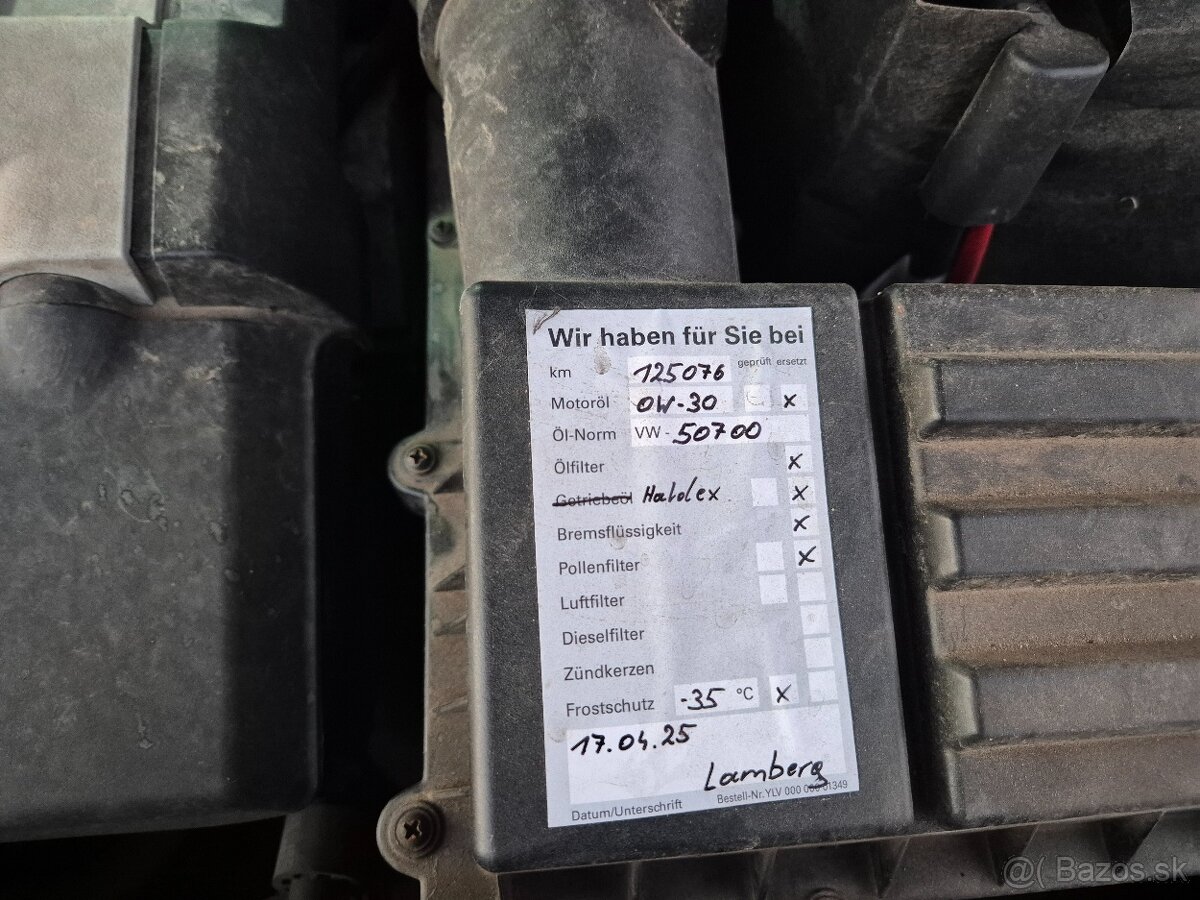 Wir haben für Sie bei
geprüft ersetzt
km 125076
Motoröl 0W-30 x
Öl-Norm VW - 50700
Ölfilter x
Getriebeöl Haldex x
Bremsflüssigkeit x
Pollenfilter x
Luftfilter
Dieselfilter
Zündkerzen
Frostschutz -35 °C x
17.04.25
Lamberg
Datum/Unterschrift Bestell-Nr. YLV 000 000 01349
@( Bazos.sk